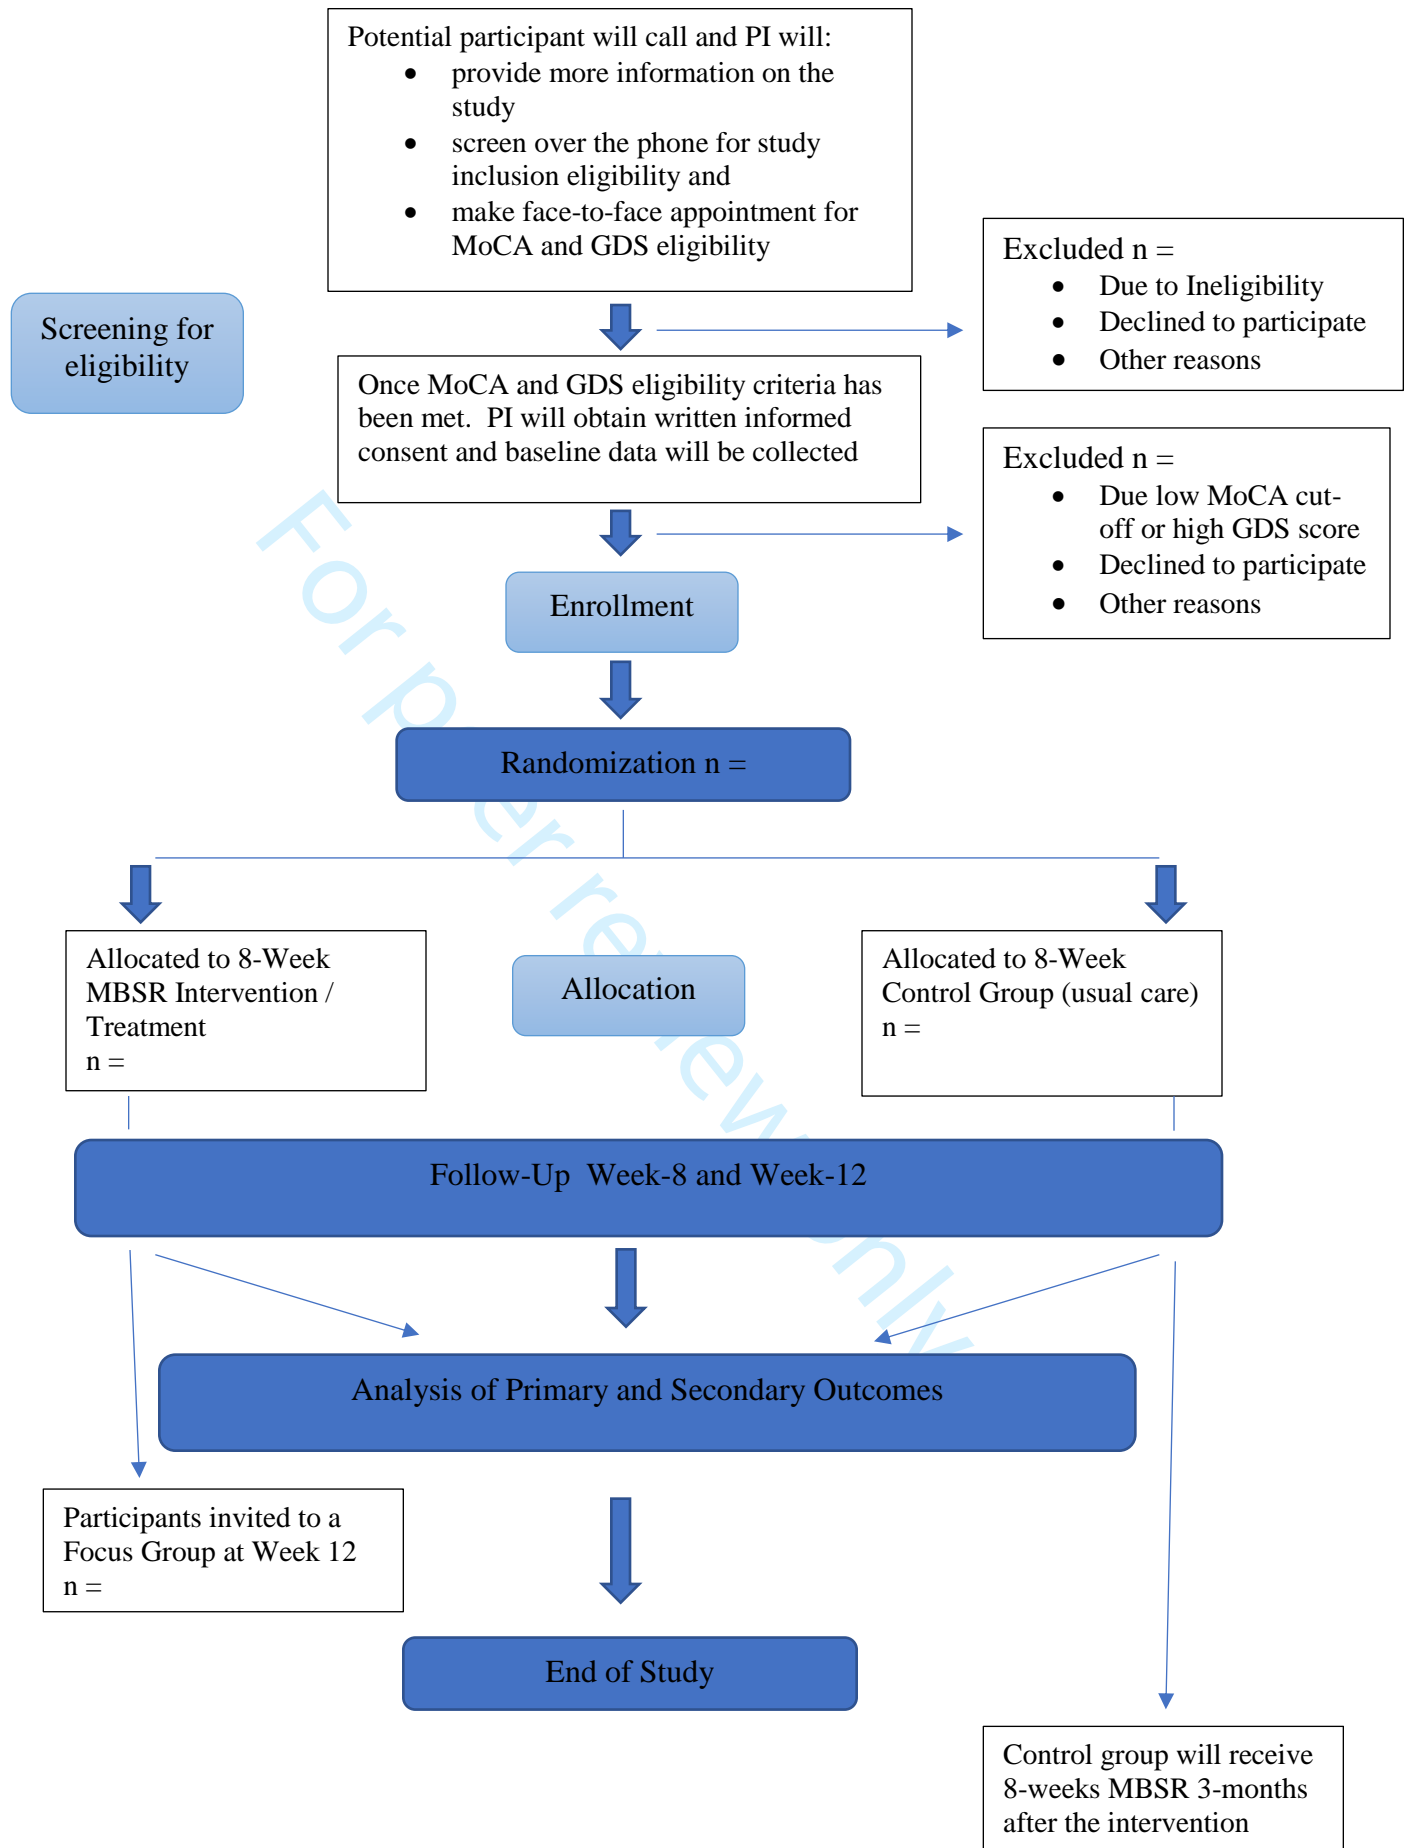 Potential participant will call and PI will:
• provide more information on the
study
• screen over the phone for study
inclusion eligibility and
• make face-to-face appointment for
MoCA and GDS eligibility
Excluded n =
• Due to Ineligibility
• Declined to participate
• Other reasons
Screening for
eligibility
Once MoCA and GDS eligibility criteria has
been met.  PI will obtain written informed
consent and baseline data will be collected
Excluded n =
• Due low MoCA cut-
off or high GDS score
• Declined to participate
• Other reasons
Enrollment
Randomization n =
Allocated to 8-Week
MBSR Intervention /
Treatment
n =
Allocation
Allocated to 8-Week
Control Group (usual care)
n =
Follow-Up  Week-8 and Week-12
Analysis of Primary and Secondary Outcomes
Participants invited to a
Focus Group at Week 12
n =
End of Study
Control group will receive
8-weeks MBSR 3-months
after the intervention
For peer review only